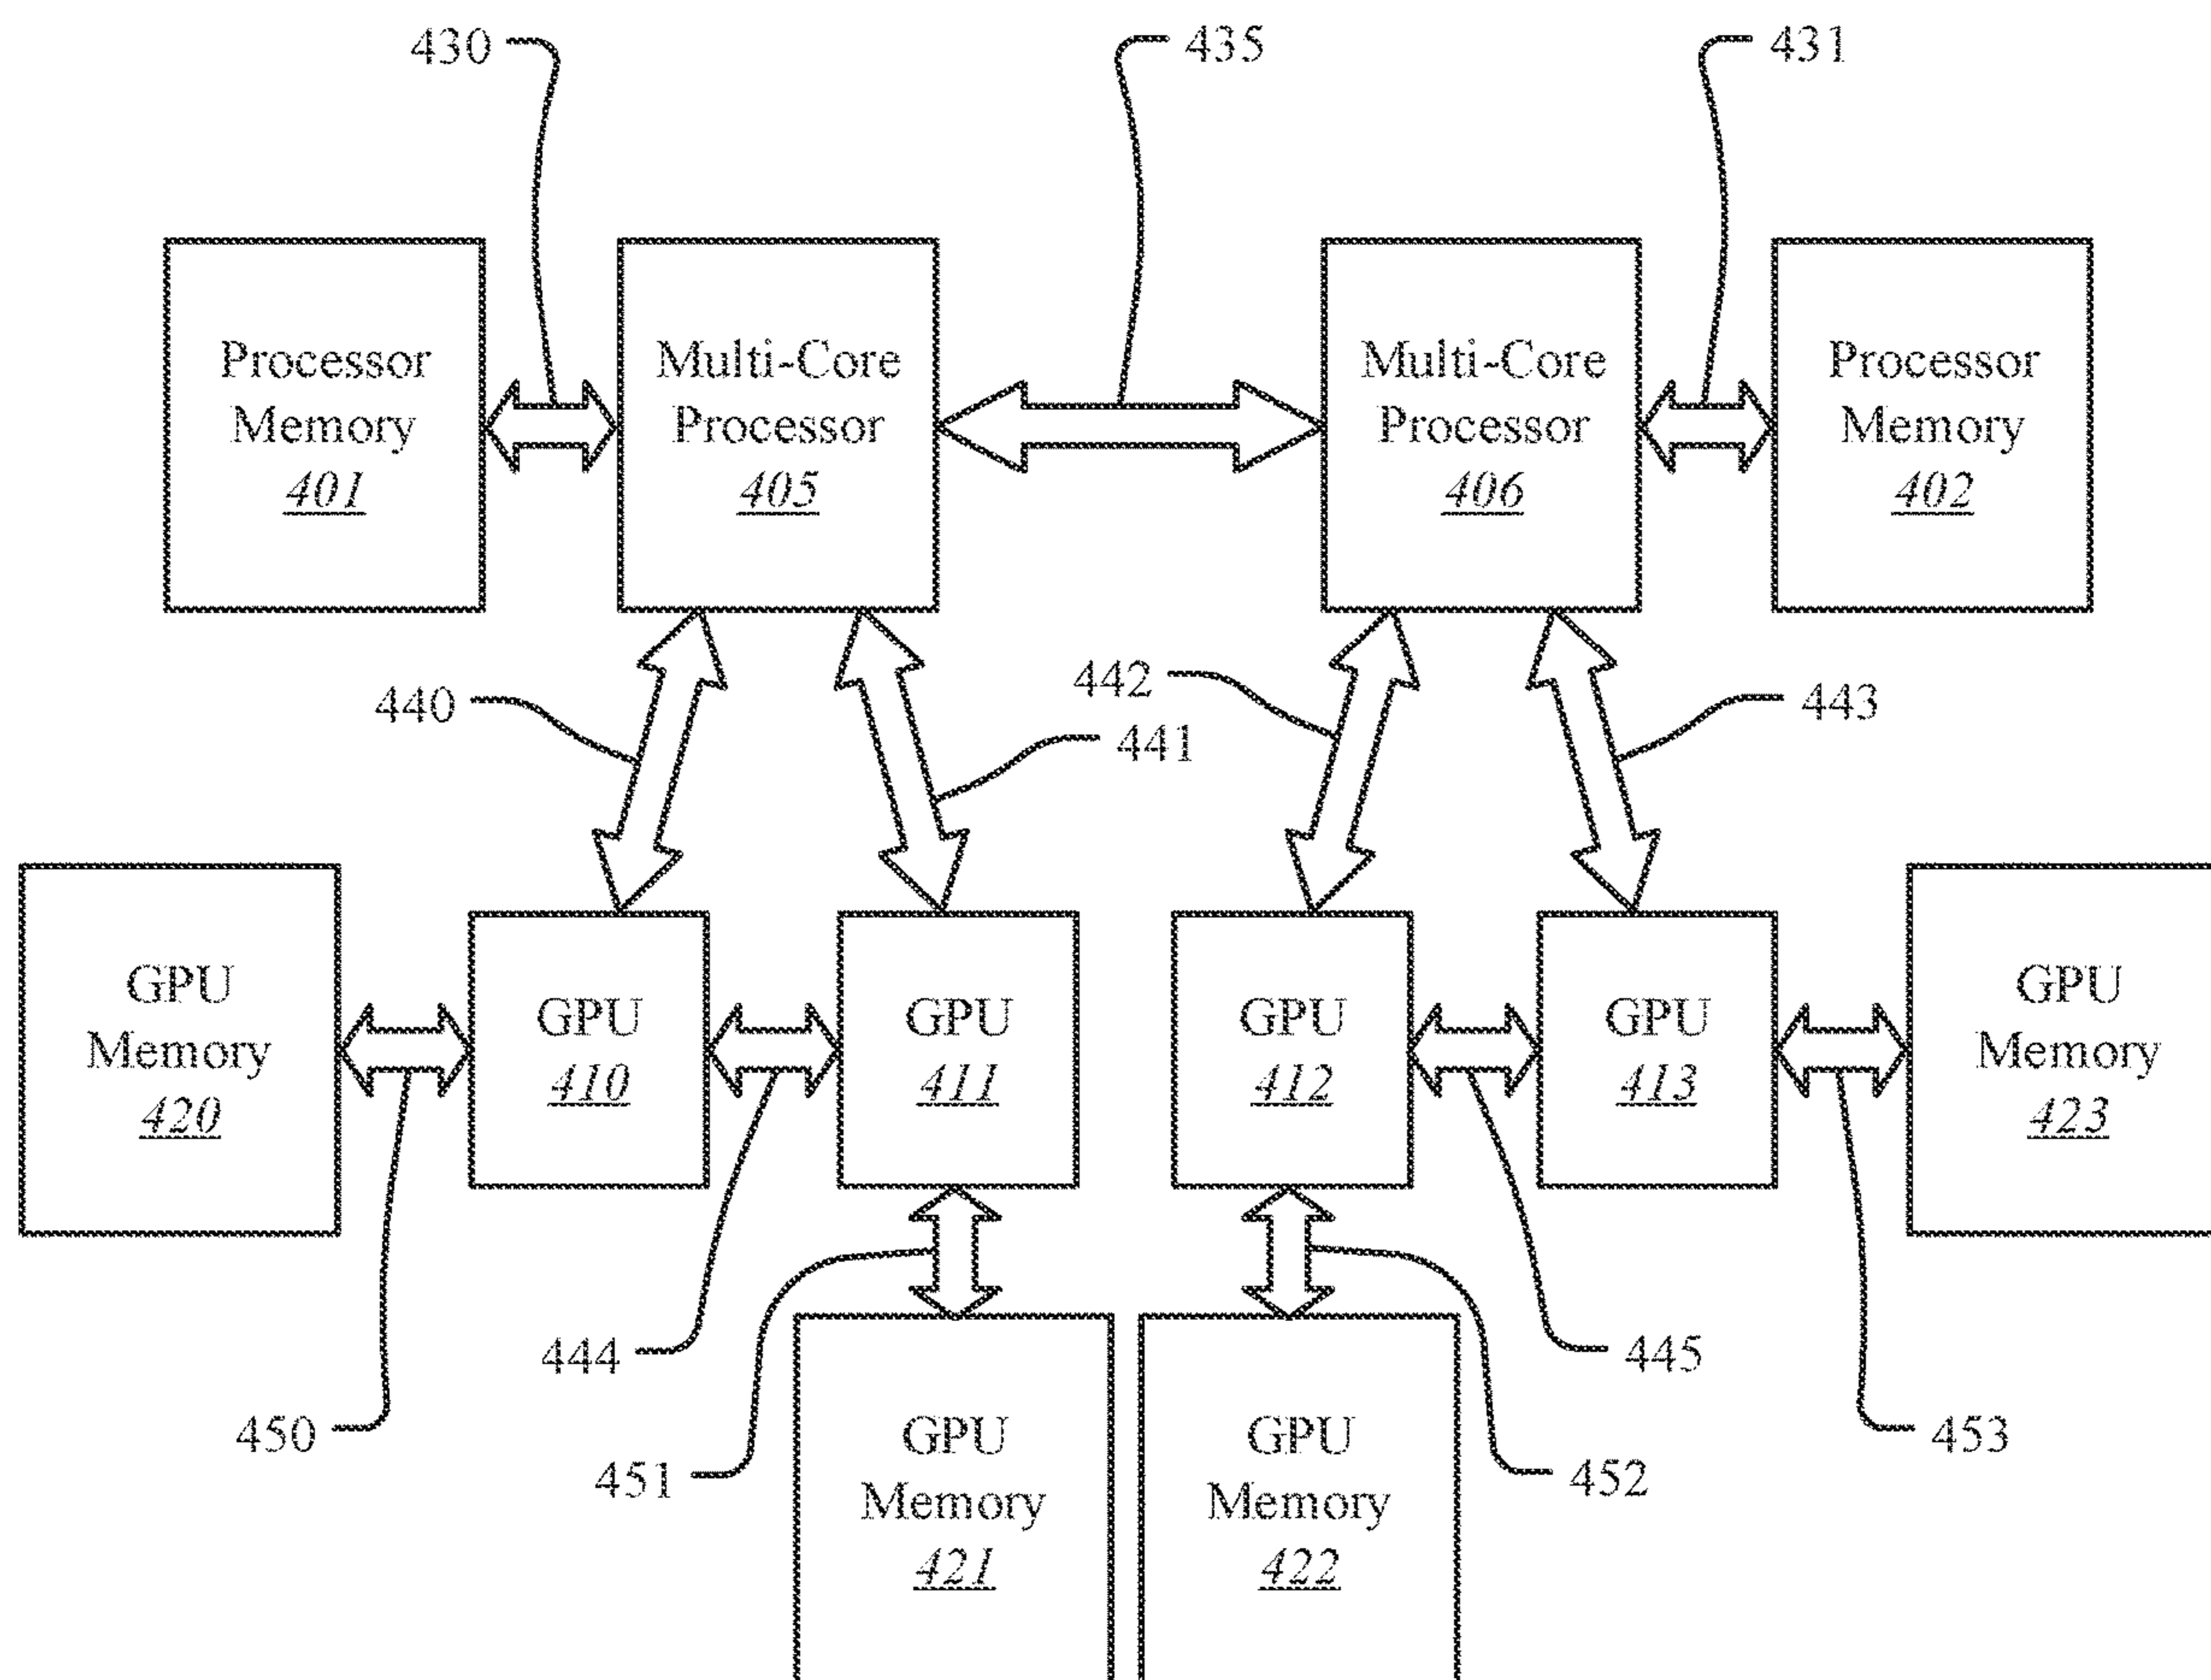 430
435
431
Processor
Memory
401
Multi-Core
Processor
405
Multi-Core
Processor
406
Processor
Memory
402
440
441
442
443
GPU
Memory
420
GPU
410
GPU
411
GPU
412
GPU
413
GPU
Memory
423
444
445
450
451
452
453
GPU
Memory
421
GPU
Memory
422